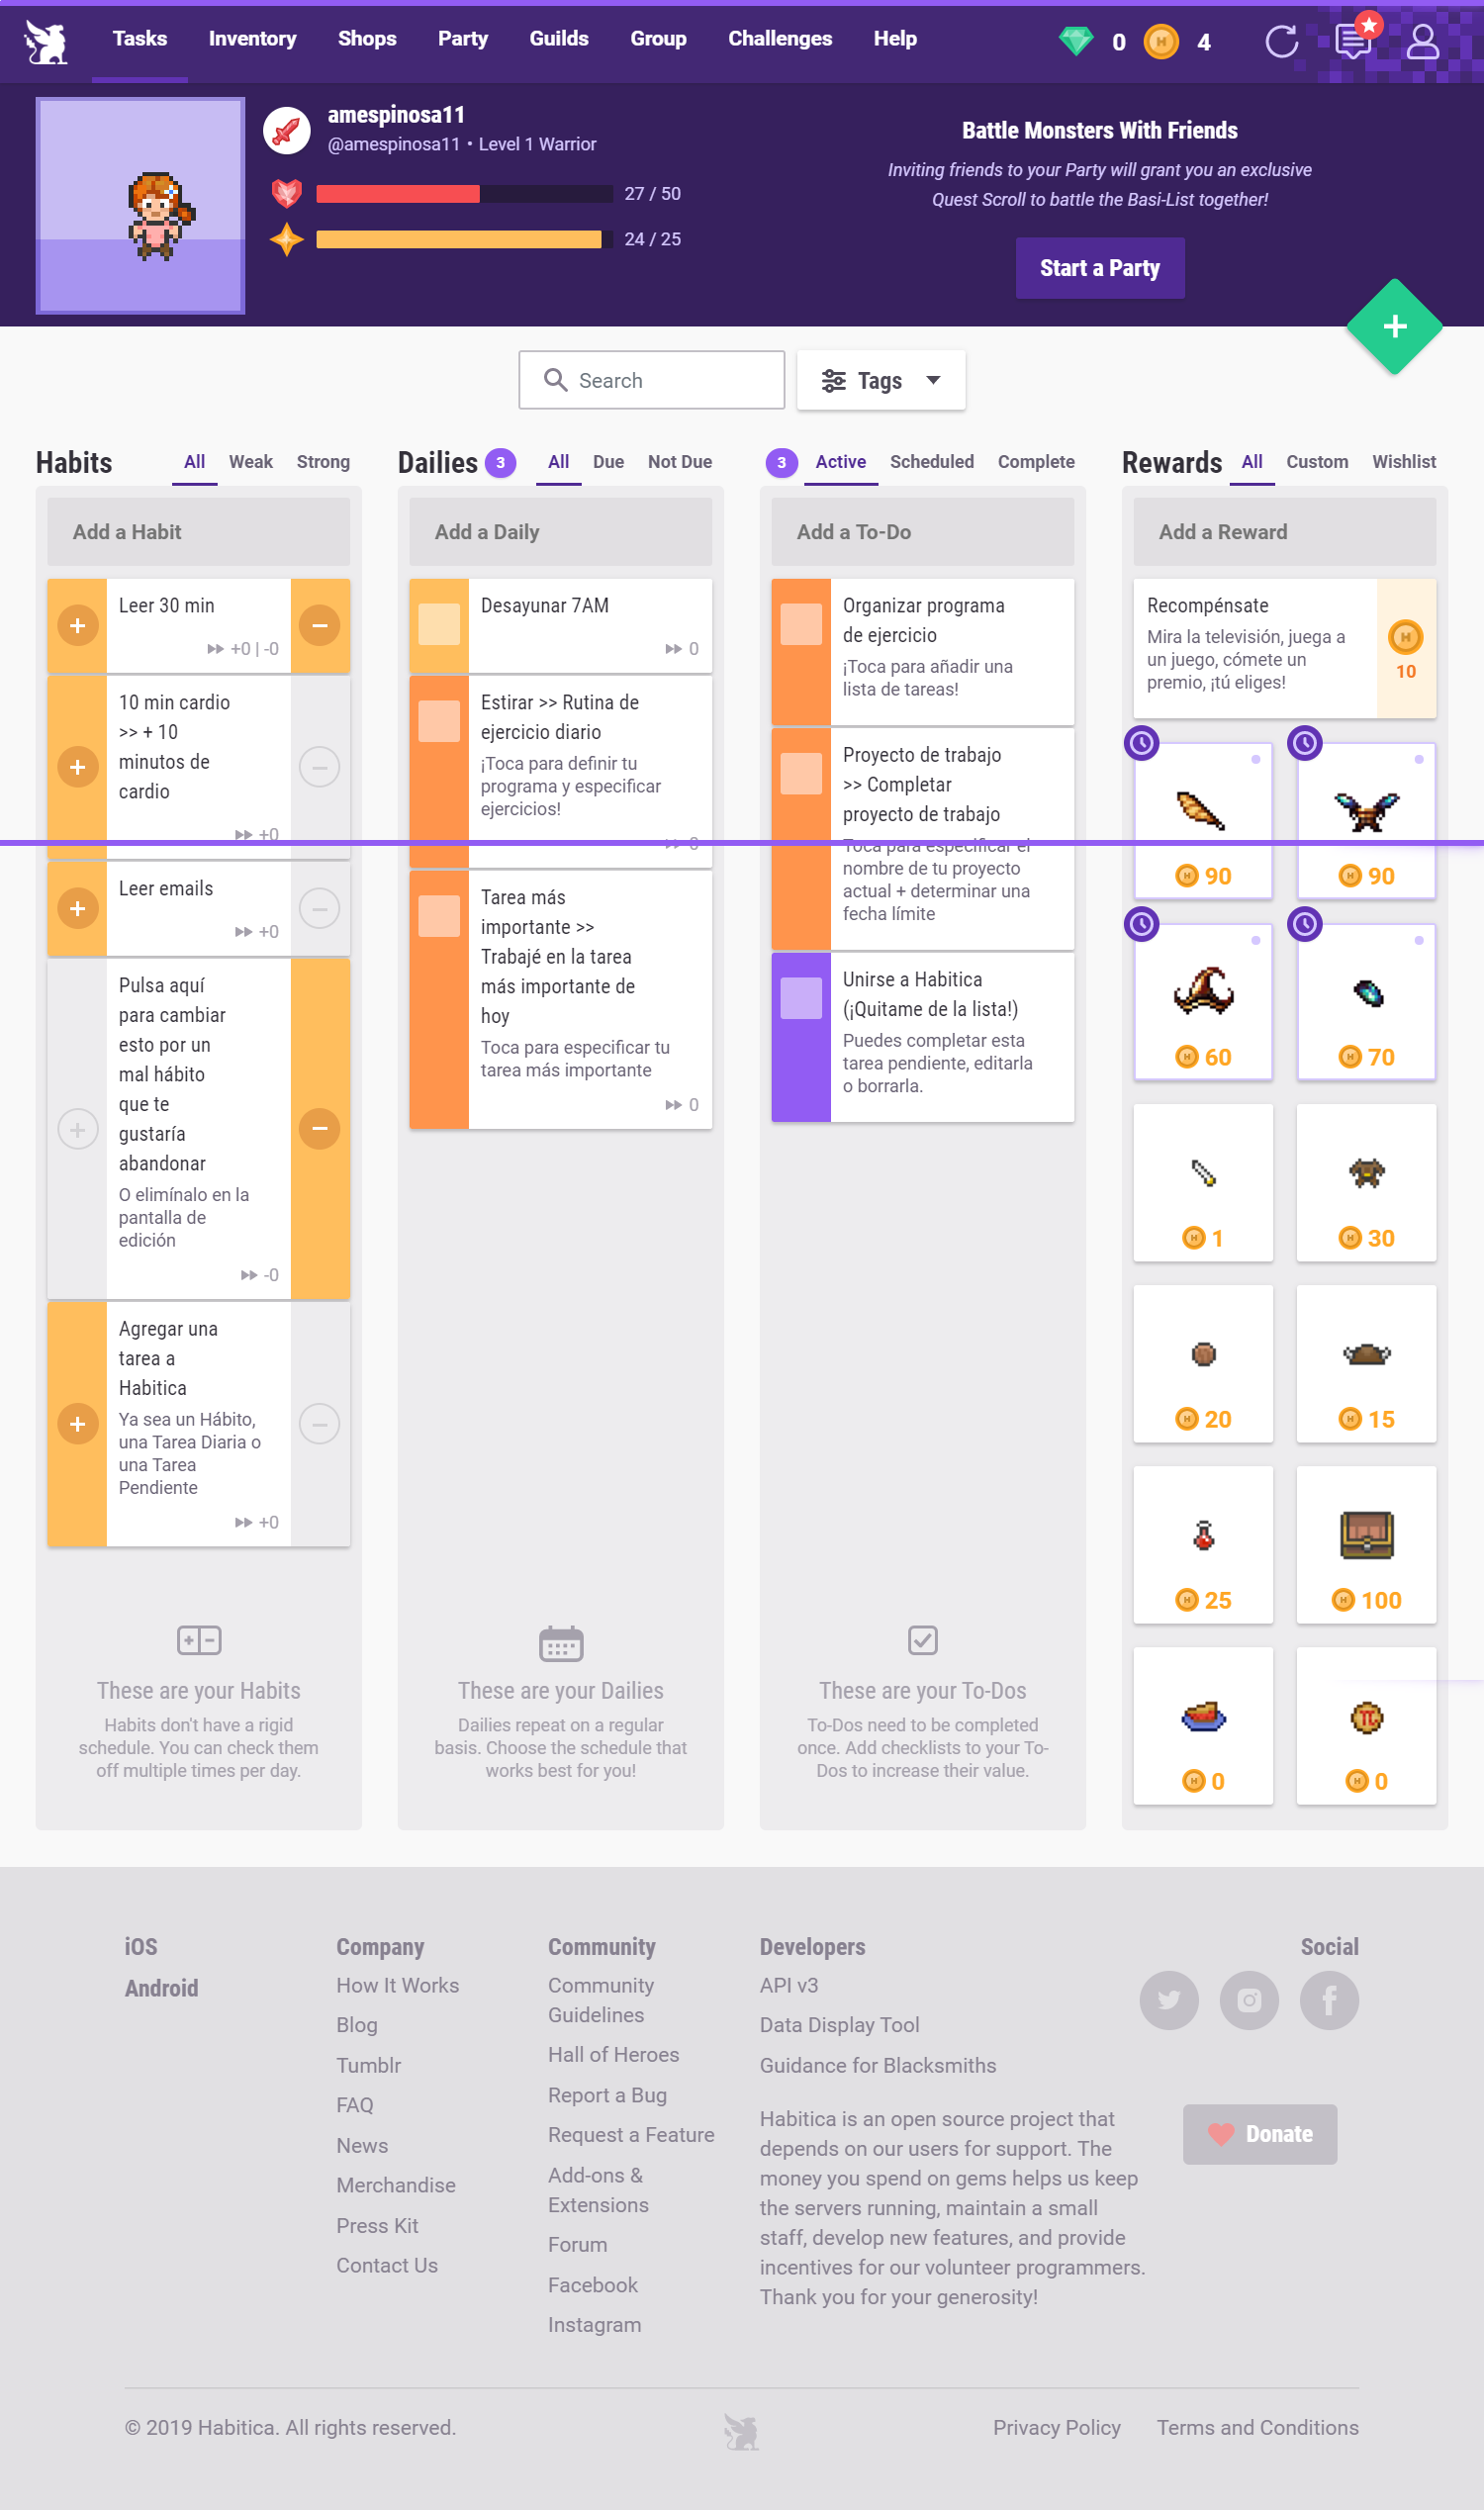 Tasks Inventory Shops Party Guilds Group Challenges Help 0 4
amespinosa11
@amespinosa11 • Level 1 Warrior
27 / 50
24 / 25
Battle Monsters With Friends
Inviting friends to your Party will grant you an exclusive
Quest Scroll to battle the Basi-List together!
Start a Party
Search
Tags
Habits All Weak Strong
Add a Habit
Leer 30 min
+0 | -0
10 min cardio
>> + 10
minutos de
cardio
+0
Leer emails
+0
Pulsa aquí
para cambiar
esto por un
mal hábito
que te
gustaría
abandonar
O elimínalo en la
pantalla de
edición
-0
Agregar una
tarea a
Habitica
Ya sea un Hábito,
una Tarea Diaria o
una Tarea
Pendiente
+0
These are your Habits
Habits don't have a rigid
schedule. You can check them
off multiple times per day.
Dailies 3 All Due Not Due
Add a Daily
Desayunar 7AM
0
Estirar >> Rutina de
ejercicio diario
¡Toca para definir tu
programa y especificar
ejercicios!
0
Tarea más
importante >>
Trabajé en la tarea
más importante de
hoy
Toca para especificar tu
tarea más importante
0
These are your Dailies
Dailies repeat on a regular
basis. Choose the schedule that
works best for you!
3 Active Scheduled Complete
Add a To-Do
Organizar programa
de ejercicio
¡Toca para añadir una
lista de tareas!
Proyecto de trabajo
>> Completar
proyecto de trabajo
Toca para especificar el
nombre de tu proyecto
actual + determinar una
fecha límite
Unirse a Habitica
(¡Quitame de la lista!)
Puedes completar esta
tarea pendiente, editarla
o borrarla.
These are your To-Dos
To-Dos need to be completed
once. Add checklists to your To-
Dos to increase their value.
Rewards All Custom Wishlist
Add a Reward
Recompénsate
Mira la televisión, juega a
un juego, cómete un
premio, ¡tú eliges!
10
90 90
60 70
1 30
20 15
25 100
0 0
iOS
Android
Company
How It Works
Blog
Tumblr
FAQ
News
Merchandise
Press Kit
Contact Us
Community
Community
Guidelines
Hall of Heroes
Report a Bug
Request a Feature
Add-ons &
Extensions
Forum
Facebook
Instagram
Developers
API v3
Data Display Tool
Guidance for Blacksmiths
Habitica is an open source project that
depends on our users for support. The
money you spend on gems helps us keep
the servers running, maintain a small
staff, develop new features, and provide
incentives for our volunteer programmers.
Thank you for your generosity!
Social
Donate
© 2019 Habitica. All rights reserved.
Privacy Policy Terms and Conditions